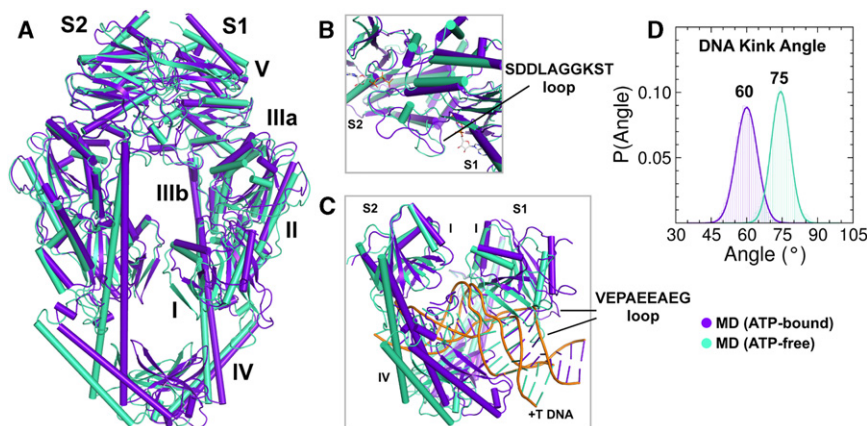 A
S2
S1
V
IIIa
IIIb
II
I
IV
B
SDDLAGGKST
loop
S2
S1
C
S2
I
I
S1
VEPAEEAEG
loop
IV
+T DNA
D
DNA Kink Angle
60
75
0.10
0.05
P(Angle)
30 45 60 75 90 105
Angle (°)
MD (ATP-bound)
MD (ATP-free)